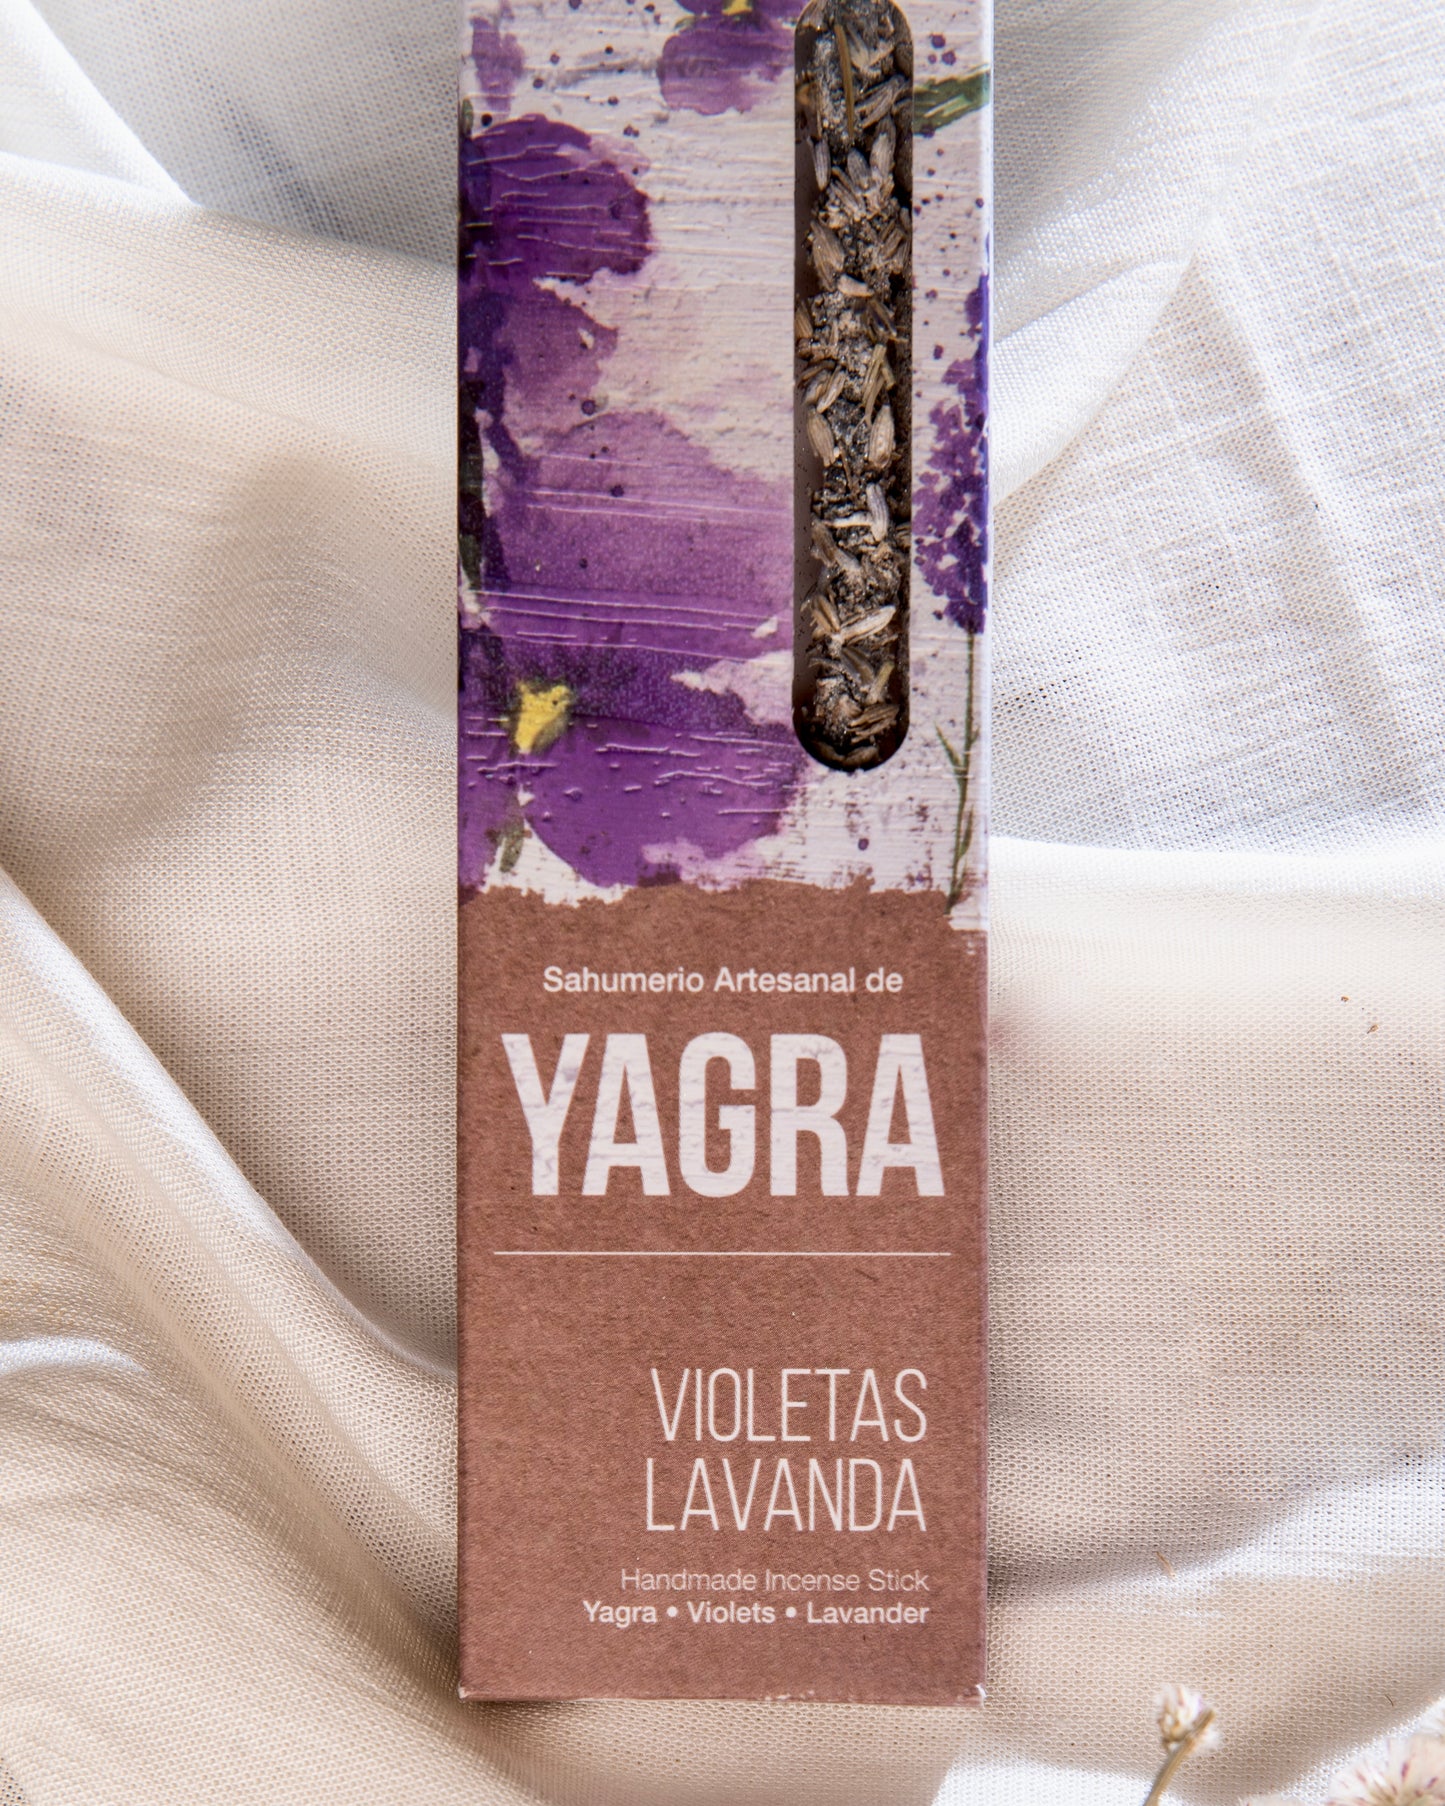 Sahumerio Artesanal de
YAGRA
VIOLETAS
LAVANDA
Handmade Incense Stick
Yagra • Violets • Lavander